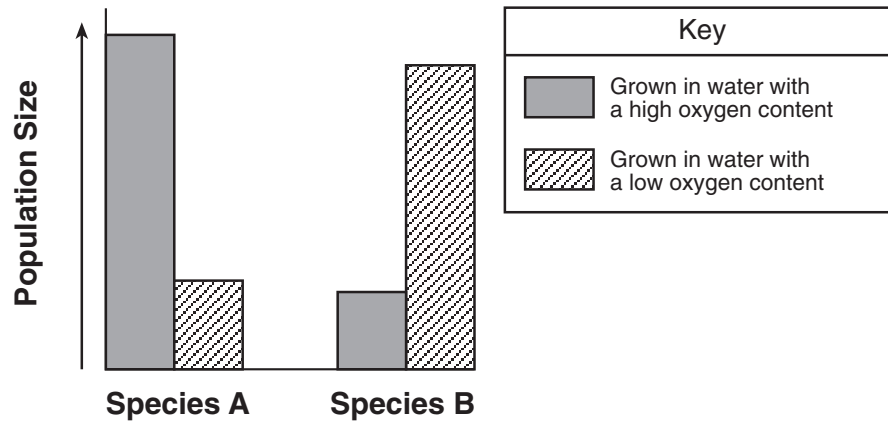 Population Size
Species A
Species B
Key
Grown in water with
a high oxygen content
Grown in water with
a low oxygen content